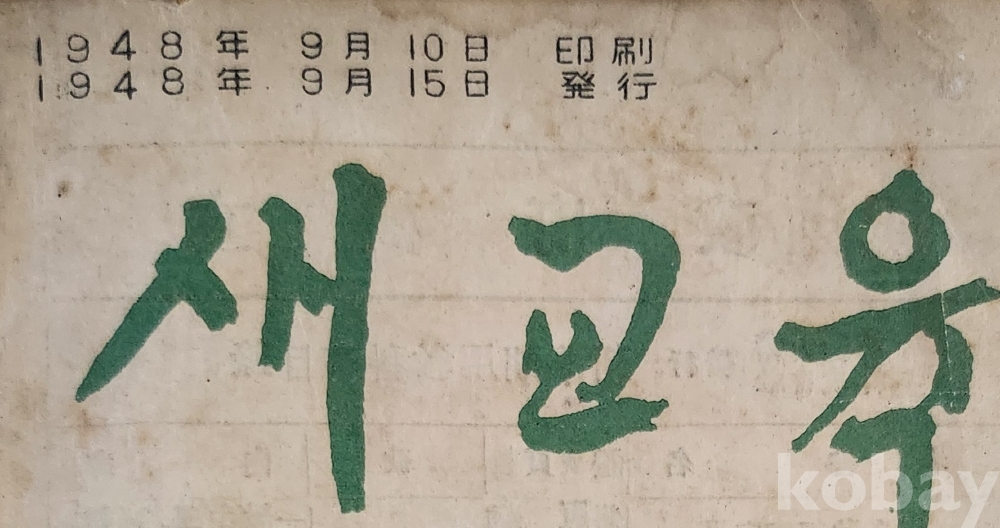 1948年 9月 10日 印刷
1948年 9月 15日 発行
새교육
kobay